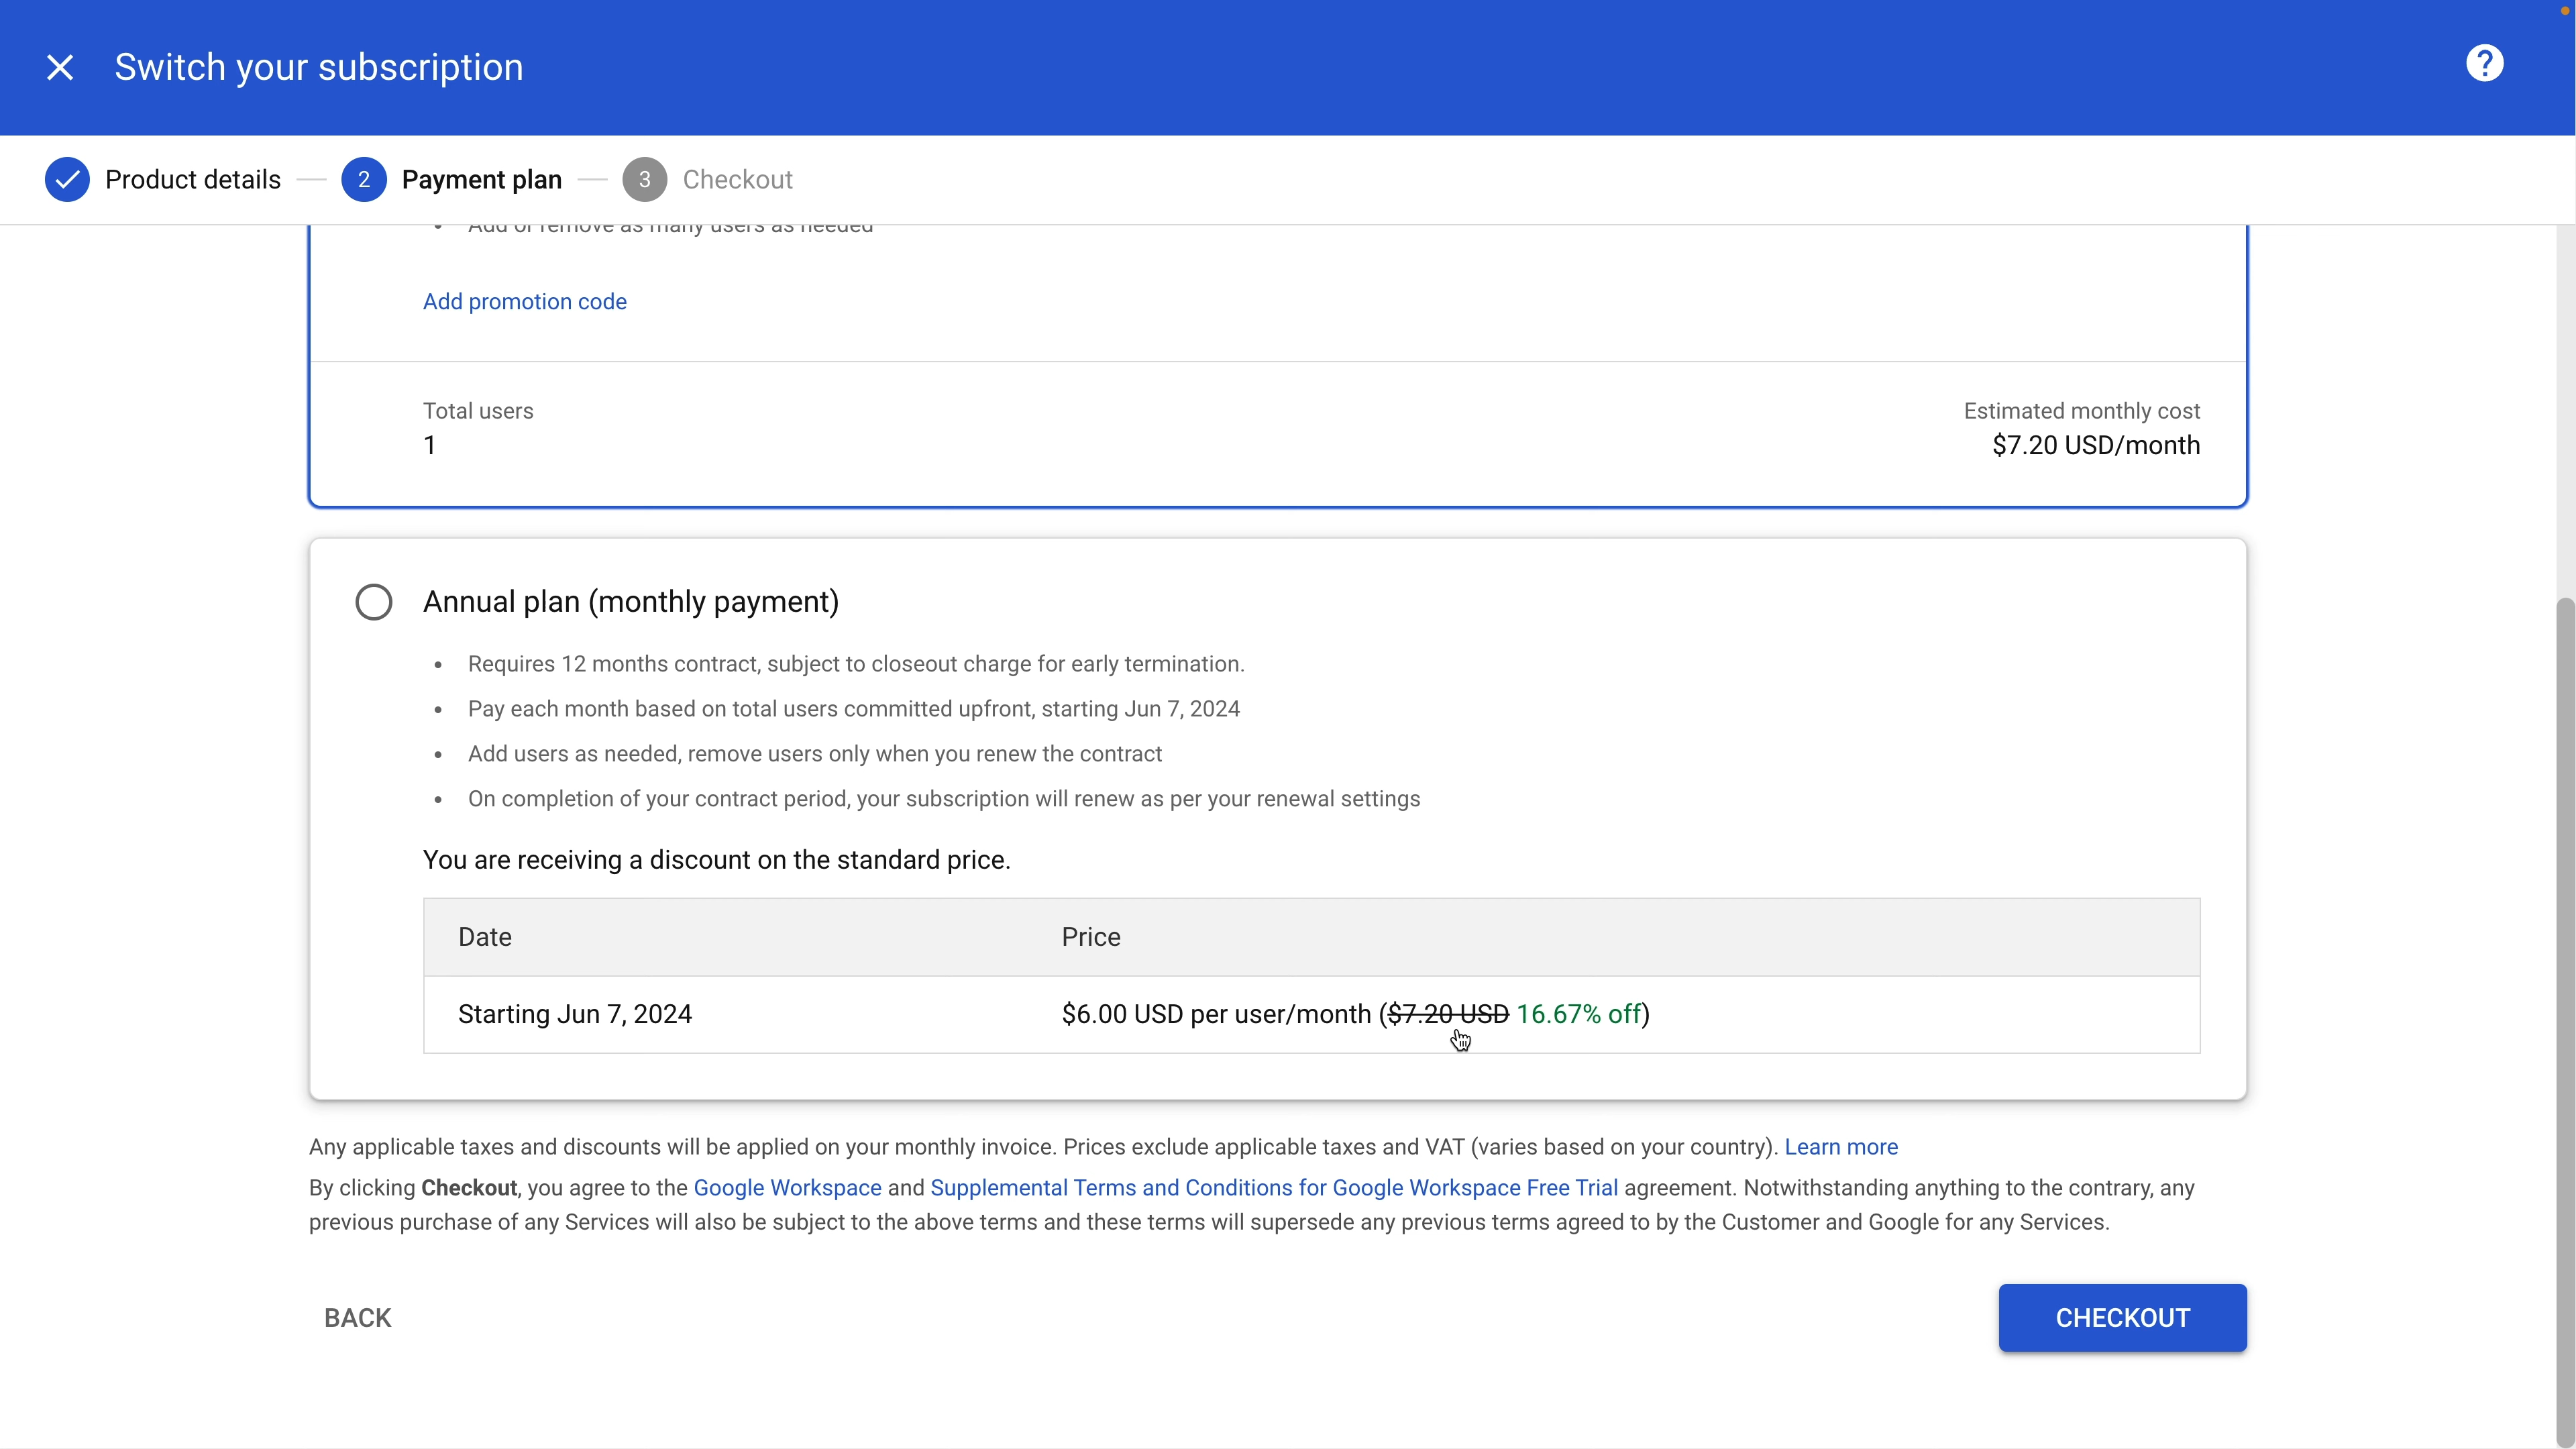 Switch your subscription
?
Product details
2 Payment plan
3 Checkout
Add or remove as many users as needed
Add promotion code
Total users
1
Estimated monthly cost
$7.20 USD/month
Annual plan (monthly payment)
• Requires 12 months contract, subject to closeout charge for early termination.
• Pay each month based on total users committed upfront, starting Jun 7, 2024
• Add users as needed, remove users only when you renew the contract
• On completion of your contract period, your subscription will renew as per your renewal settings
You are receiving a discount on the standard price.
Date Price
Starting Jun 7, 2024 $6.00 USD per user/month ($7.20 USD 16.67% off)
Any applicable taxes and discounts will be applied on your monthly invoice. Prices exclude applicable taxes and VAT (varies based on your country). Learn more
By clicking Checkout, you agree to the Google Workspace and Supplemental Terms and Conditions for Google Workspace Free Trial agreement. Notwithstanding anything to the contrary, any
previous purchase of any Services will also be subject to the above terms and these terms will supersede any previous terms agreed to by the Customer and Google for any Services.
BACK
CHECKOUT